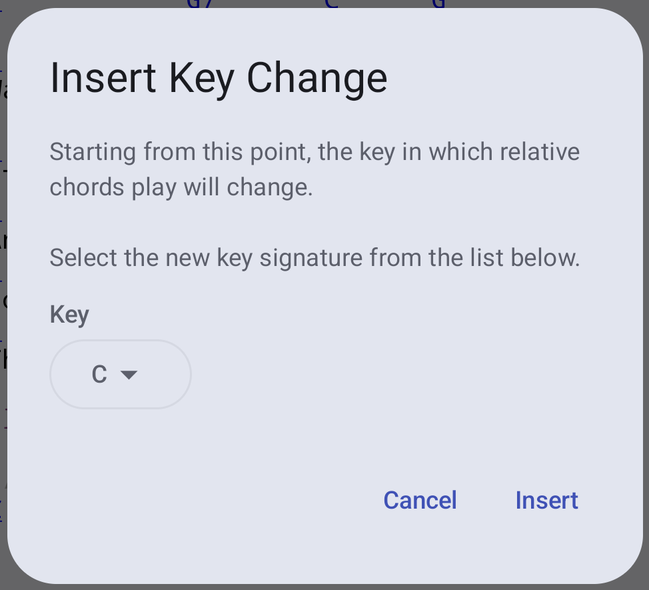 G7 C G
Insert Key Change
Starting from this point, the key in which relative
chords play will change.
Select the new key signature from the list below.
Key
C
Cancel Insert